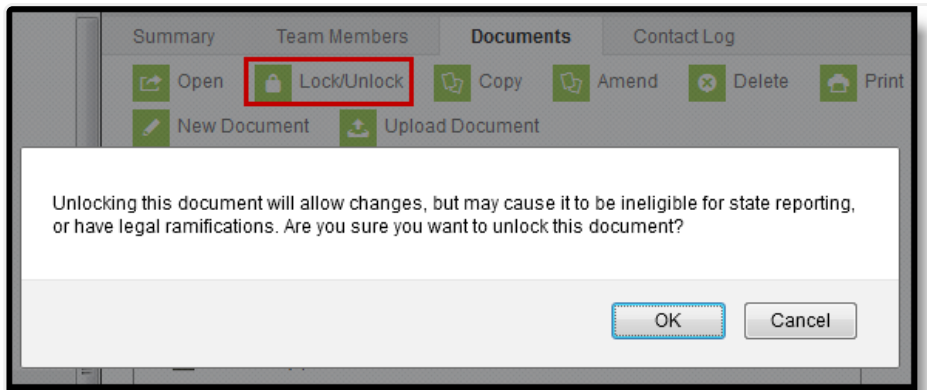 Summary Team Members Documents Contact Log
Open Lock/Unlock Copy Amend Delete Print
New Document Upload Document
Unlocking this document will allow changes, but may cause it to be ineligible for state reporting,
or have legal ramifications. Are you sure you want to unlock this document?
OK Cancel